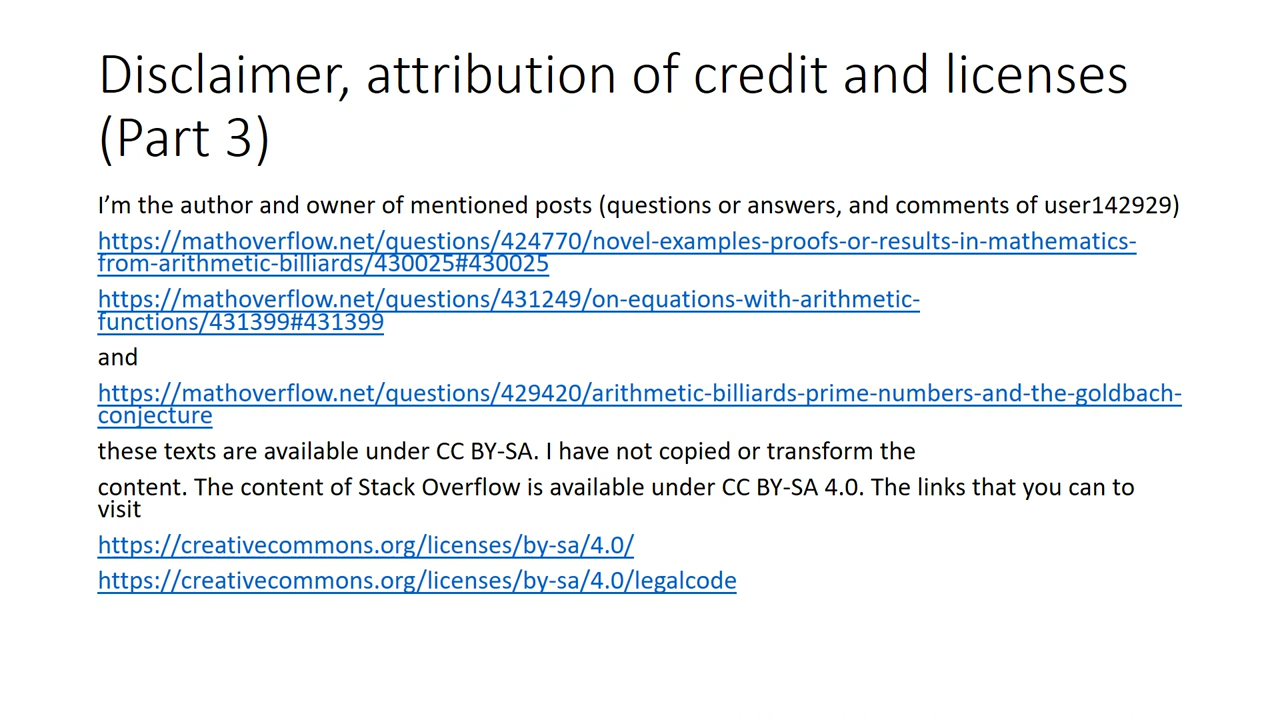 Disclaimer, attribution of credit and licenses
(Part 3)
I’m the author and owner of mentioned posts (questions or answers, and comments of user142929)
https://mathoverflow.net/questions/424770/novel-examples-proofs-or-results-in-mathematics-
from-arithmetic-billiards/430025#430025
https://mathoverflow.net/questions/431249/on-equations-with-arithmetic-
functions/431399#431399
and
https://mathoverflow.net/questions/429420/arithmetic-billiards-prime-numbers-and-the-goldbach-
conjecture
these texts are available under CC BY-SA. I have not copied or transform the
content. The content of Stack Overflow is available under CC BY-SA 4.0. The links that you can to
visit
https://creativecommons.org/licenses/by-sa/4.0/
https://creativecommons.org/licenses/by-sa/4.0/legalcode